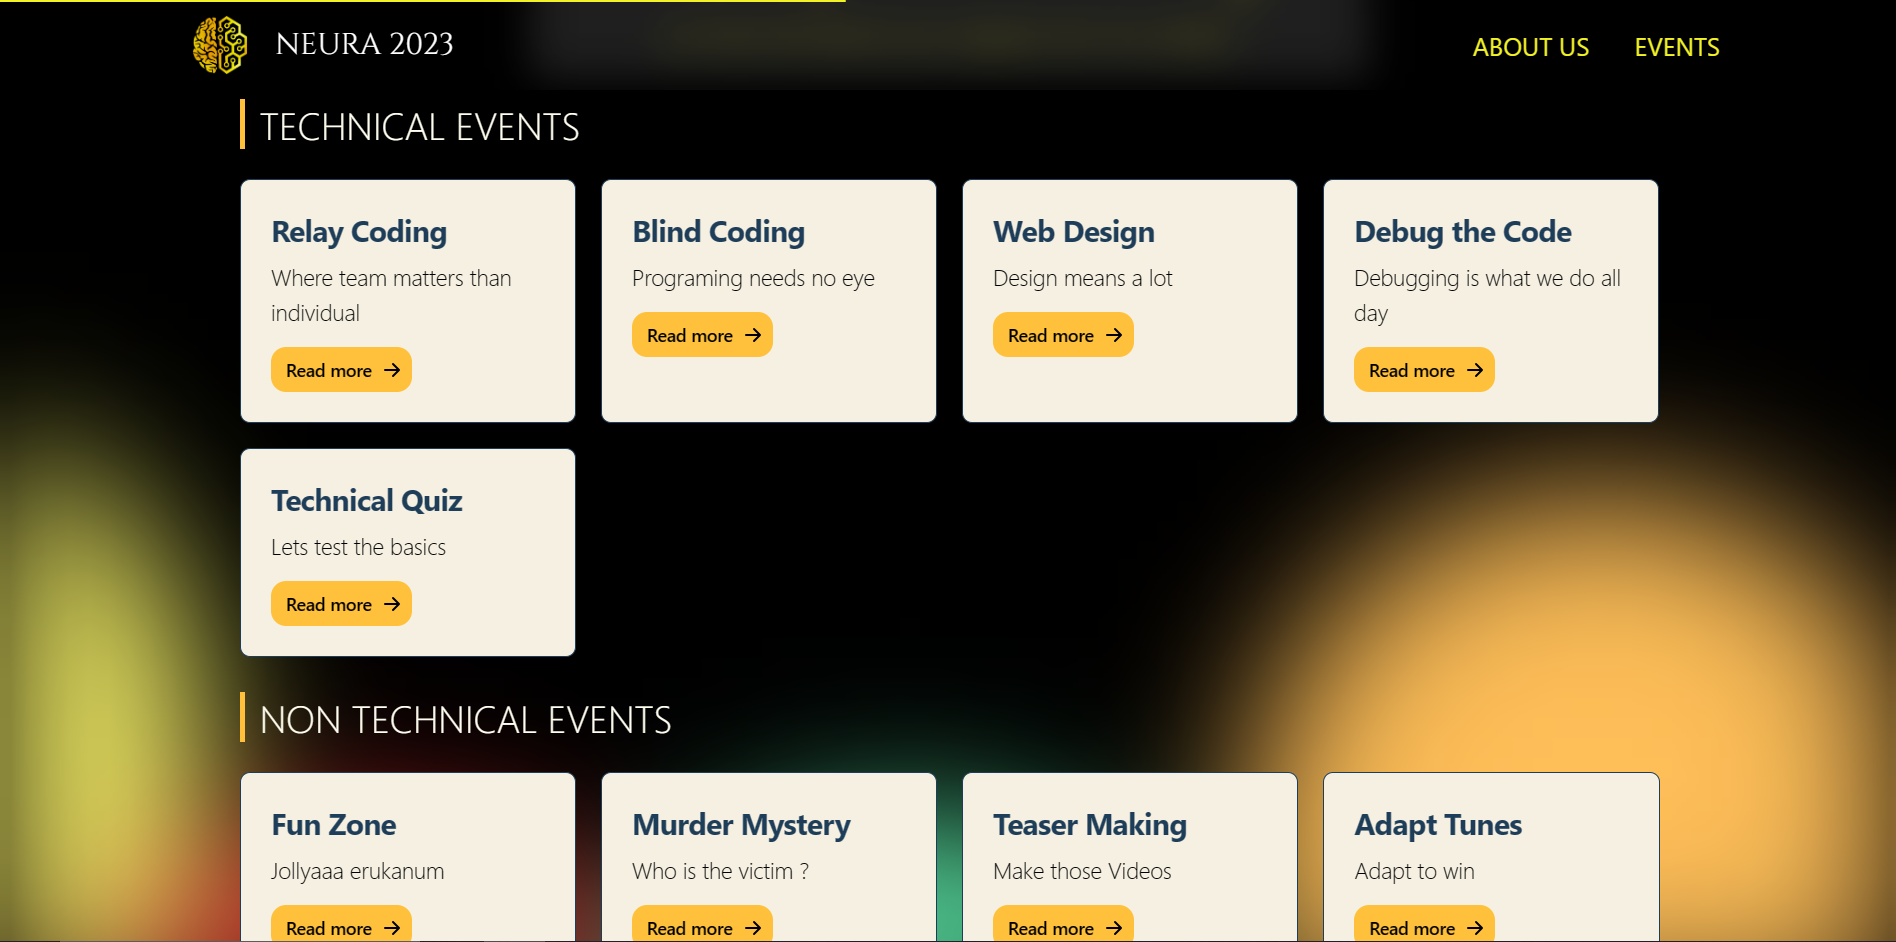 NEURA 2023
ABOUT US
EVENTS
TECHNICAL EVENTS
Relay Coding
Where team matters than
individual
Read more
Blind Coding
Programing needs no eye
Read more
Web Design
Design means a lot
Read more
Debug the Code
Debugging is what we do all
day
Read more
Technical Quiz
Lets test the basics
Read more
NON TECHNICAL EVENTS
Fun Zone
Jollyaaa erukanum
Read more
Murder Mystery
Who is the victim ?
Read more
Teaser Making
Make those Videos
Read more
Adapt Tunes
Adapt to win
Read more